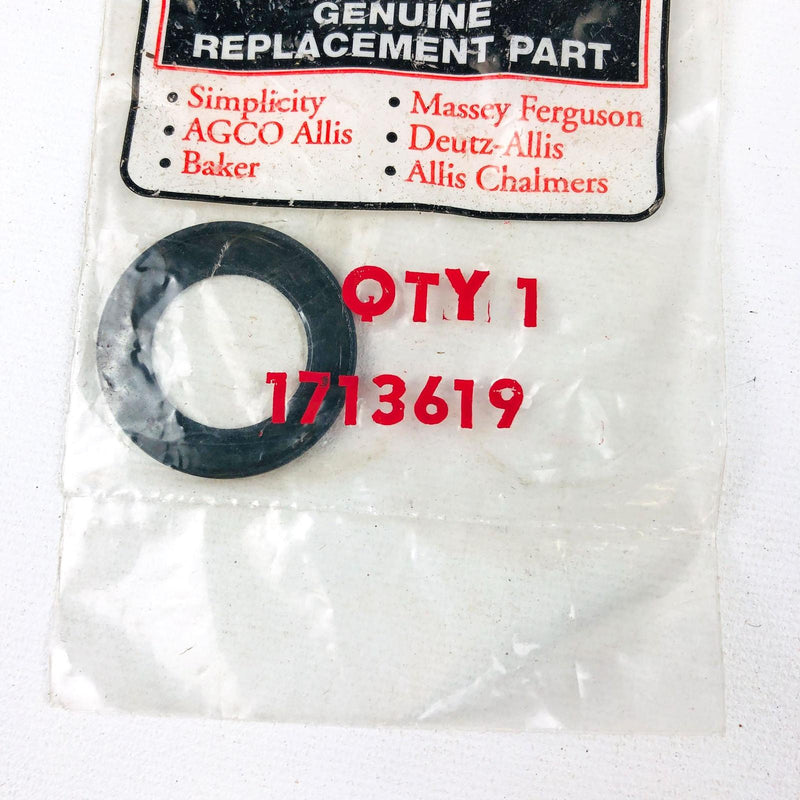 GENUINE
REPLACEMENT PART
• Simplicity
• AGCO Allis
• Baker
• Massey Ferguson
• Deutz-Allis
• Allis Chalmers
QTY 1
1713619